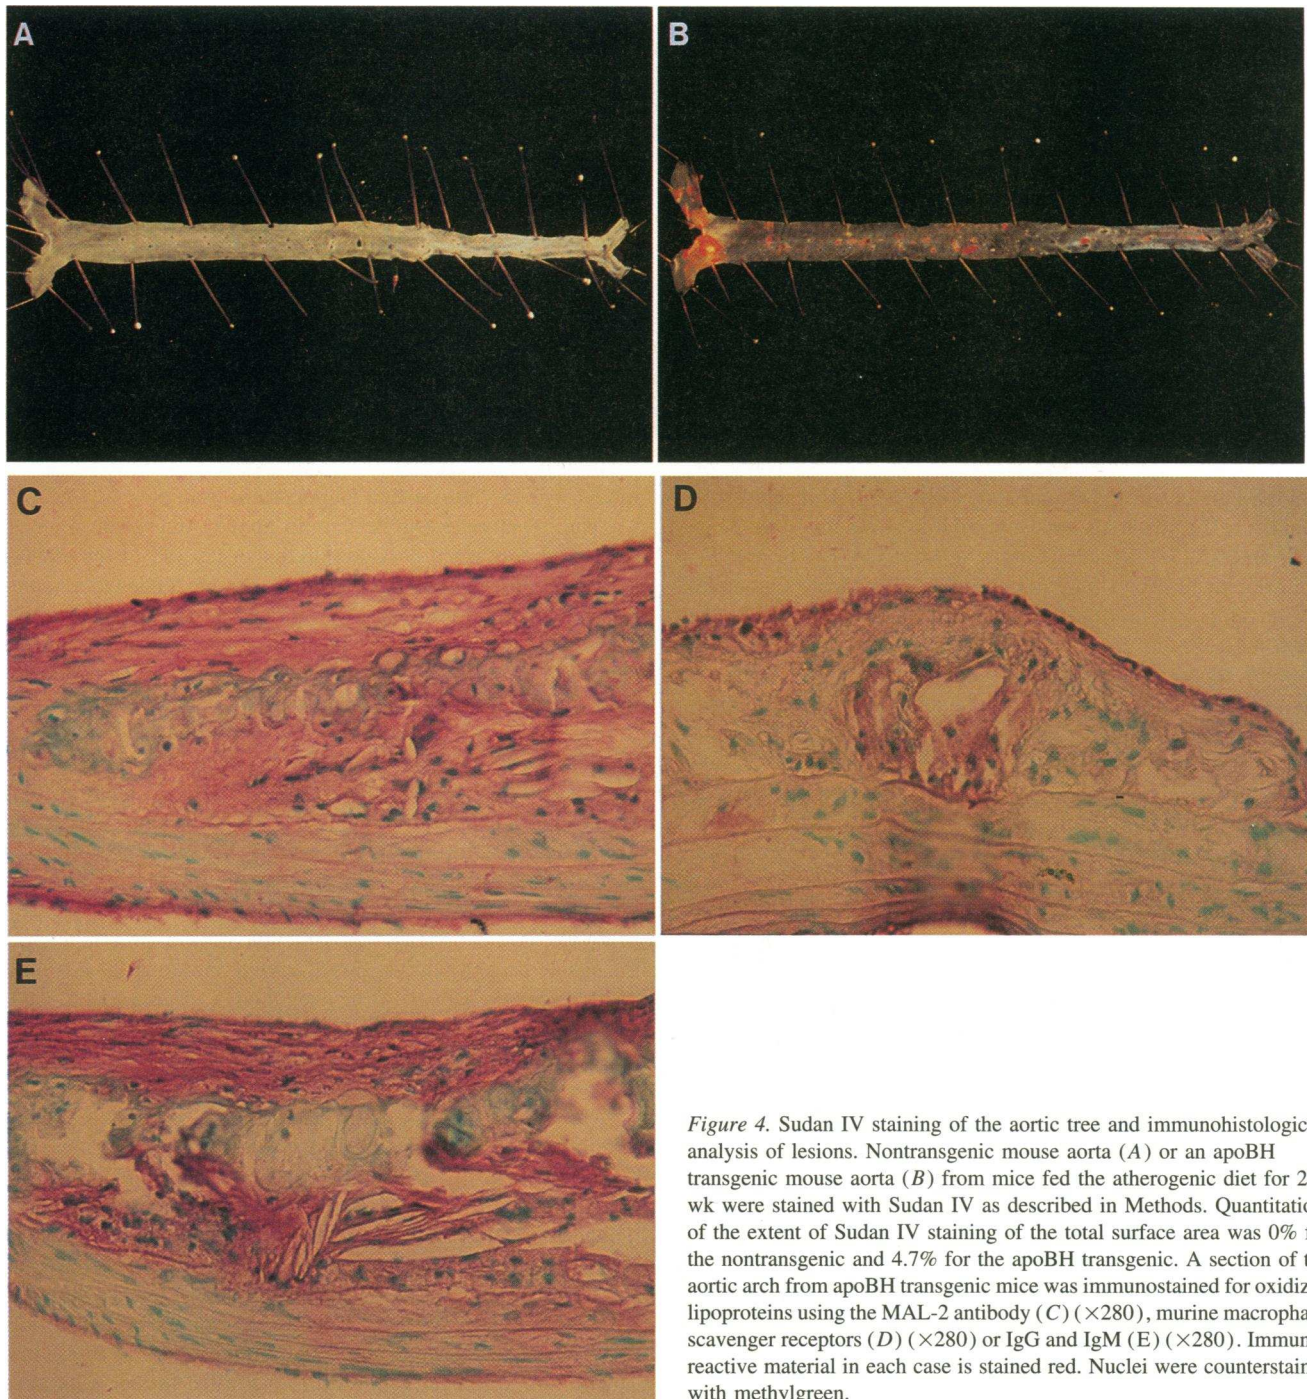 A
B
C
D
E
Figure 4. Sudan IV staining of the aortic tree and immunohistologic
analysis of lesions. Nontransgenic mouse aorta (A) or an apoBH
transgenic mouse aorta (B) from mice fed the atherogenic diet for 2
wk were stained with Sudan IV as described in Methods. Quantitatio
of the extent of Sudan IV staining of the total surface area was 0%
the nontransgenic and 4.7% for the apoBH transgenic. A section of t
aortic arch from apoBH transgenic mice was immunostained for oxidiz
lipoproteins using the MAL-2 antibody (C) (×280), murine macropha
scavenger receptors (D) (×280) or IgG and IgM (E) (×280). Immun
reactive material in each case is stained red. Nuclei were counterstain
with methylgreen.